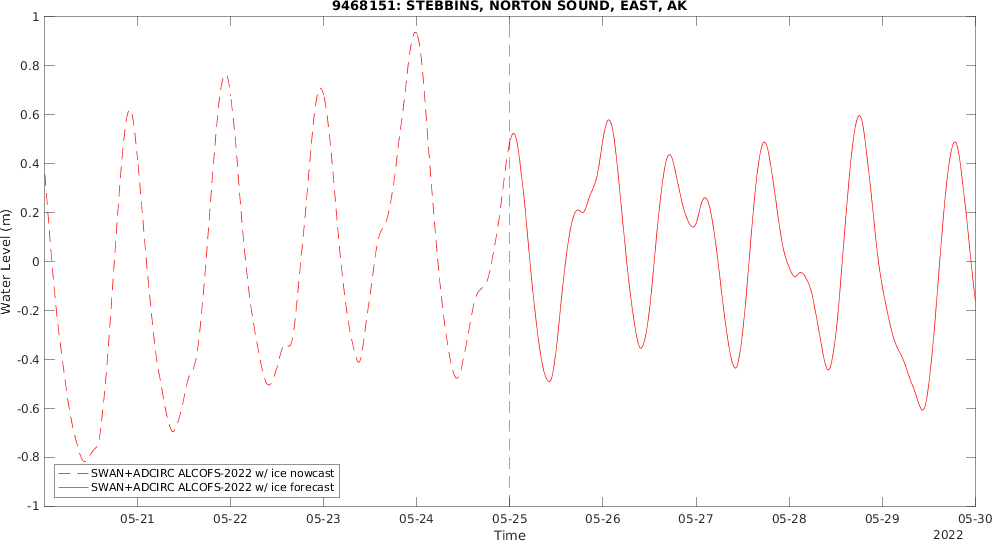 9468151: STEBBINS, NORTON SOUND, EAST, AK
1
0.8
0.6
0.4
0.2
0
-0.2
-0.4
-0.6
-0.8
-1
Water Level (m)
SWAN+ADCIRC ALCOFS-2022 w/ ice nowcast
SWAN+ADCIRC ALCOFS-2022 w/ ice forecast
05-21 05-22 05-23 05-24 05-25 05-26 05-27 05-28 05-29 05-30
Time
2022